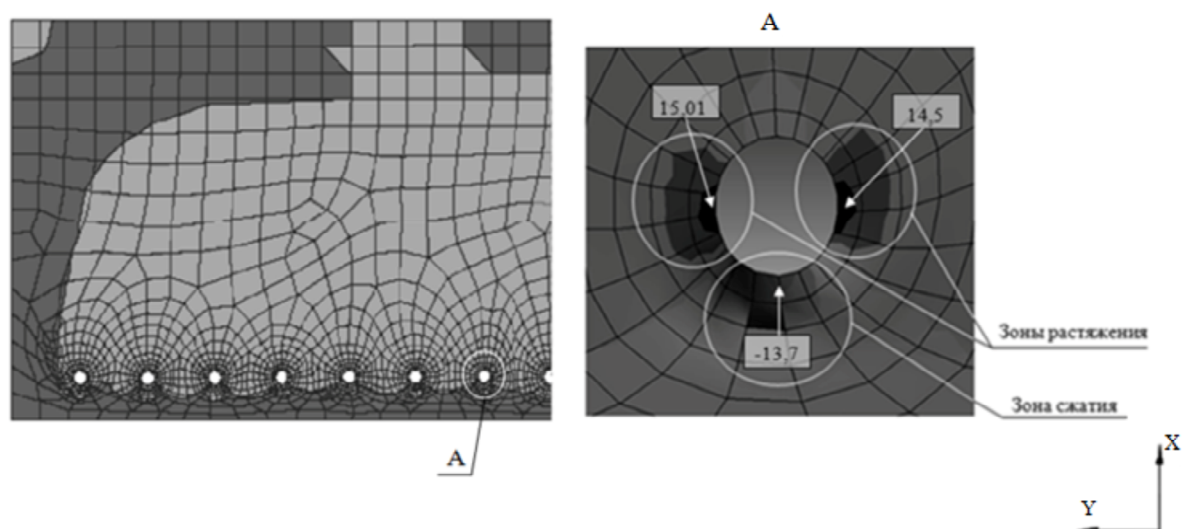 A
15,01
14,5
-13,7
Зоны растяжения
Зона сжатия
A
X
Y